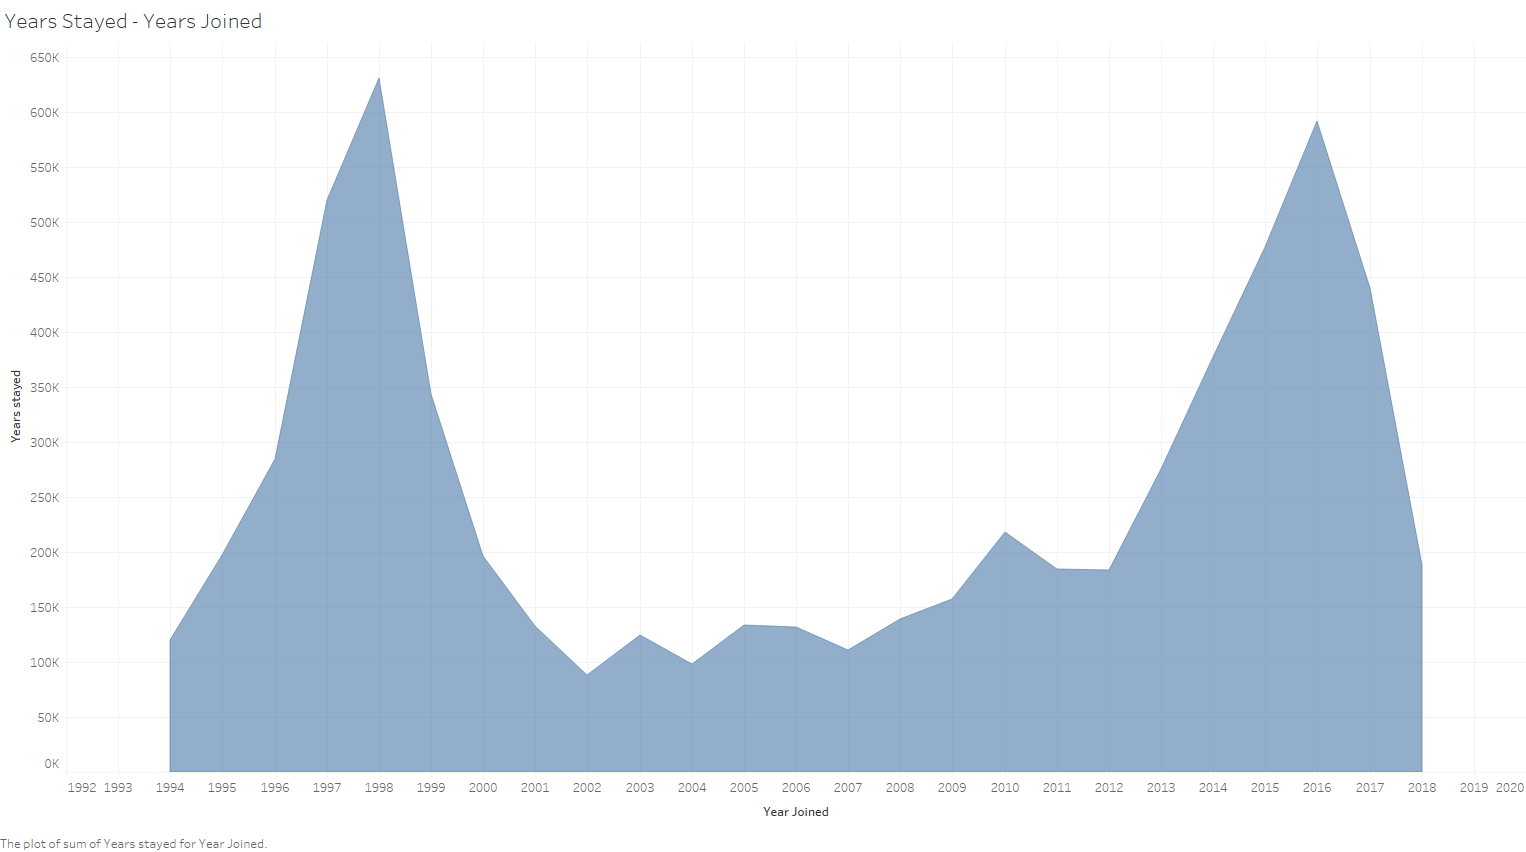 Years Stayed - Years Joined
650K
600K
550K
500K
450K
400K
350K
300K
250K
200K
150K
100K
50K
0K
Years stayed
1992 1993 1994 1995 1996 1997 1998 1999 2000 2001 2002 2003 2004 2005 2006 2007 2008 2009 2010 2011 2012 2013 2014 2015 2016 2017 2018 2019 2020
Year Joined
The plot of sum of Years stayed for Year Joined.